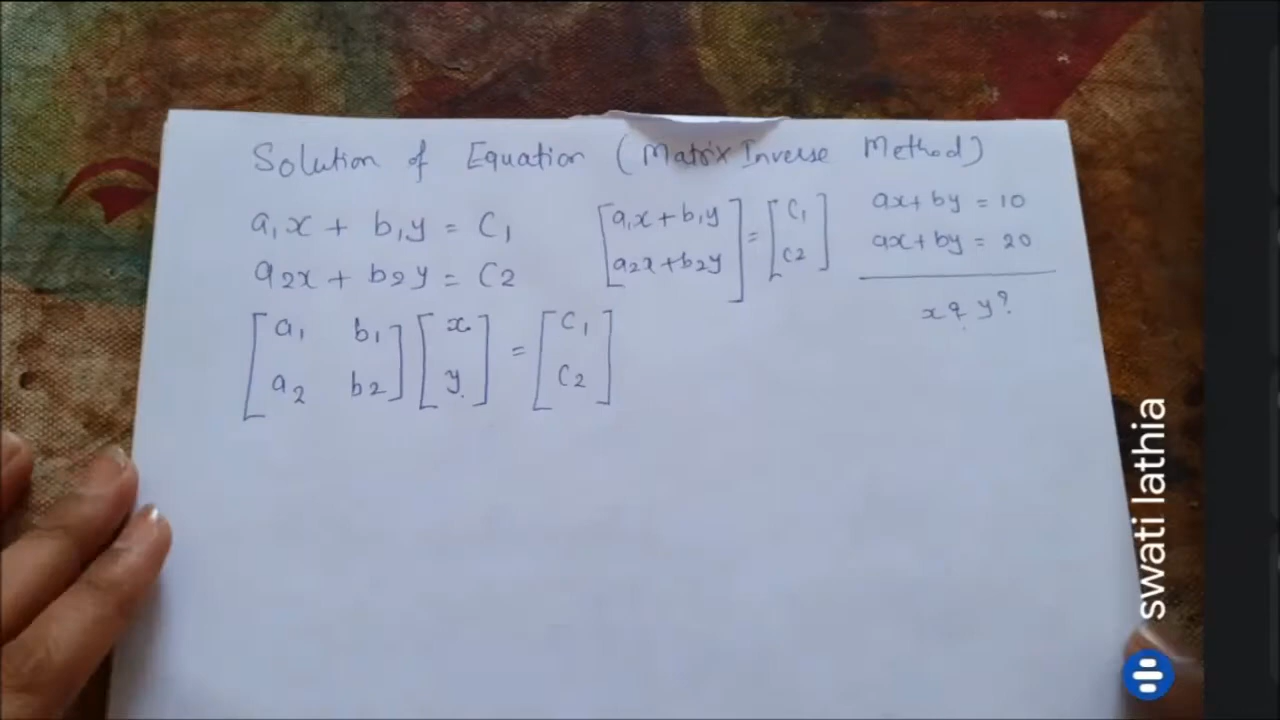 Solution of Equation (Matrix Inverse Method)
a₁x + b₁y = C₁
a₂x + b₂y = C₂
[a₁x + b₁y] = [C₁]
[a₂x + b₂y] [C₂]
ax + by = 10
ax + by = 20
x & y?
[a₁ b₁] [x] = [C₁]
[a₂ b₂] [y] [C₂]
swati lathia